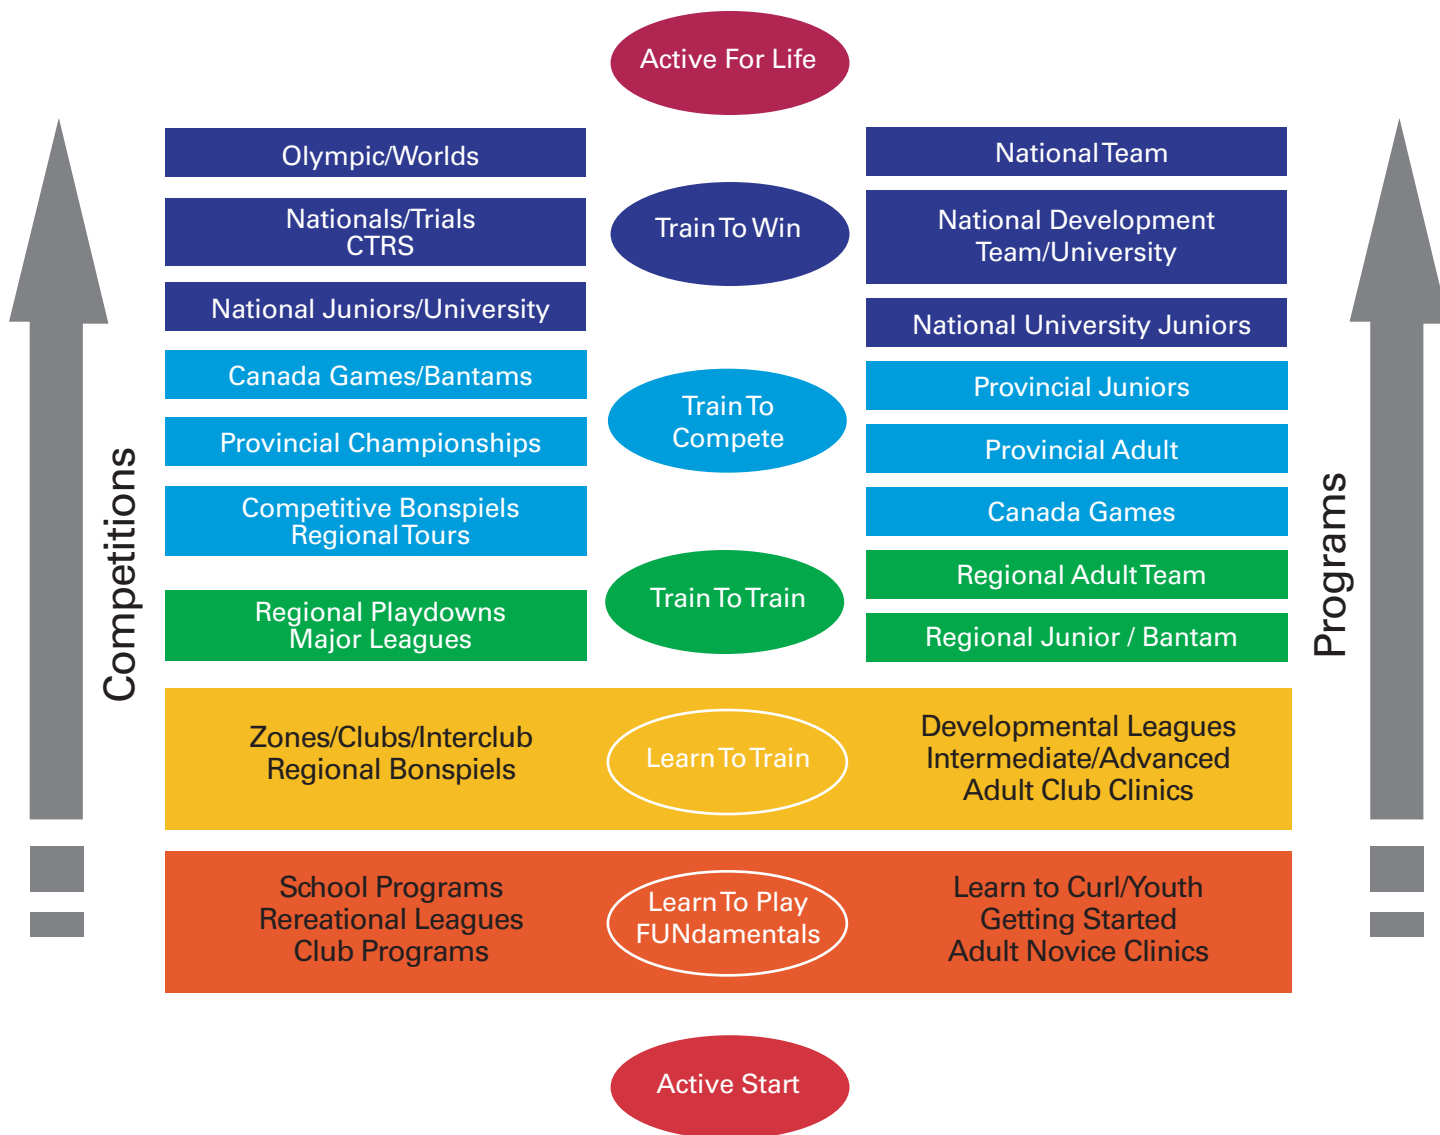 Active For Life
Competitions
Olympic/Worlds
Nationals/Trials
CTRS
National Juniors/University
Canada Games/Bantams
Provincial Championships
Competitive Bonspiels
Regional Tours
Regional Playdowns
Major Leagues
Train To Win
Train To
Compete
Train To Train
National Team
National Development
Team/University
National University Juniors
Provincial Juniors
Provincial Adult
Canada Games
Regional Adult Team
Regional Junior / Bantam
Programs
Zones/Clubs/Interclub
Regional Bonspiels
Learn To Train
Developmental Leagues
Intermediate/Advanced
Adult Club Clinics
School Programs
Rereational Leagues
Club Programs
Learn To Play
FUNdamentals
Learn to Curl/Youth
Getting Started
Adult Novice Clinics
Active Start